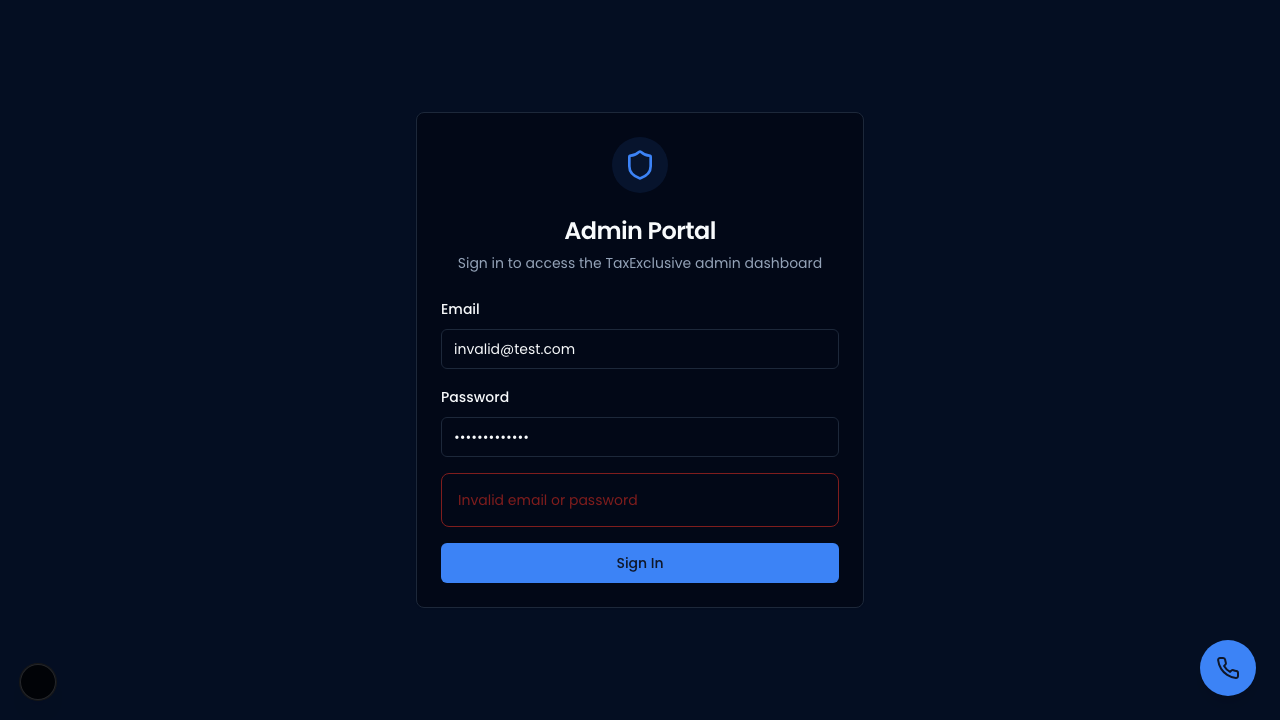 Admin Portal
Sign in to access the TaxExclusive admin dashboard
Email
invalid@test.com
Password
•••••••••••••
Invalid email or password
Sign In